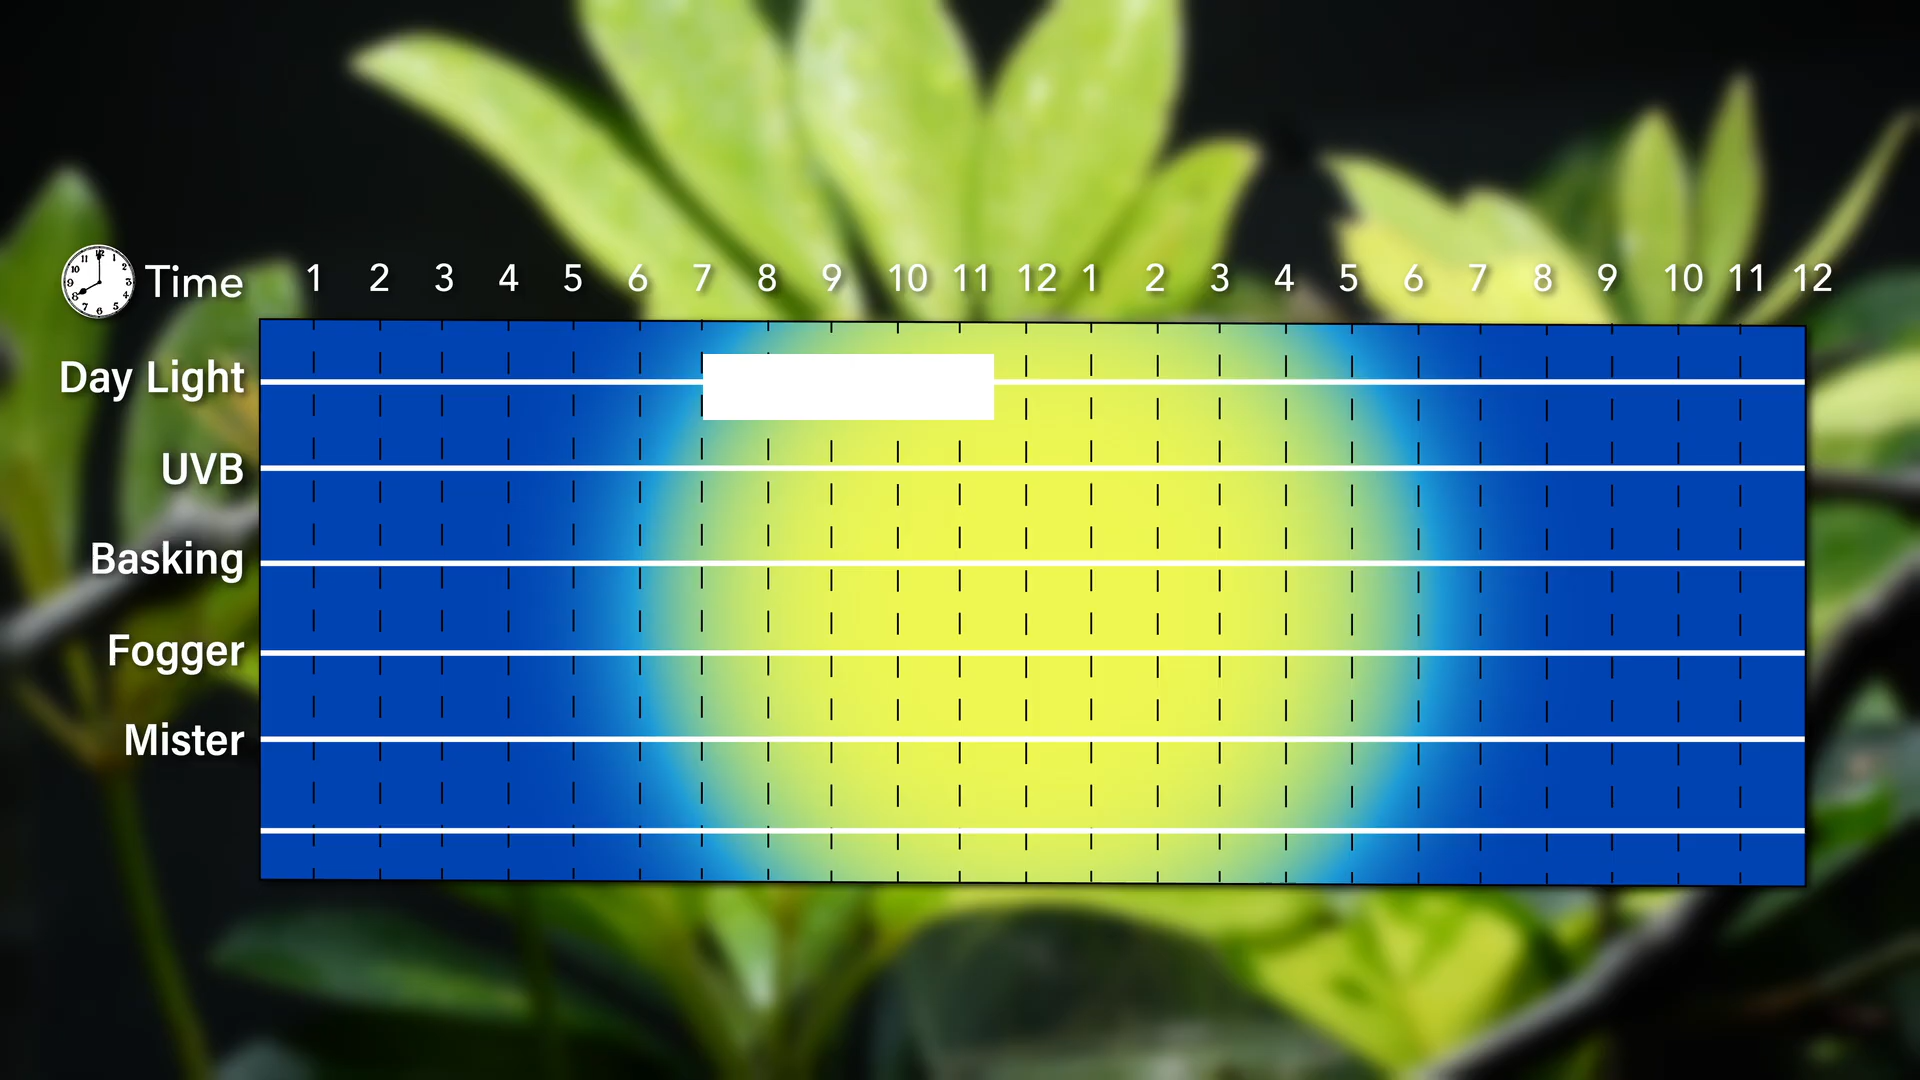 Time 1 2 3 4 5 6 7 8 9 10 11 12 1 2 3 4 5 6 7 8 9 10 11 12
Day Light
UVB
Basking
Fogger
Mister